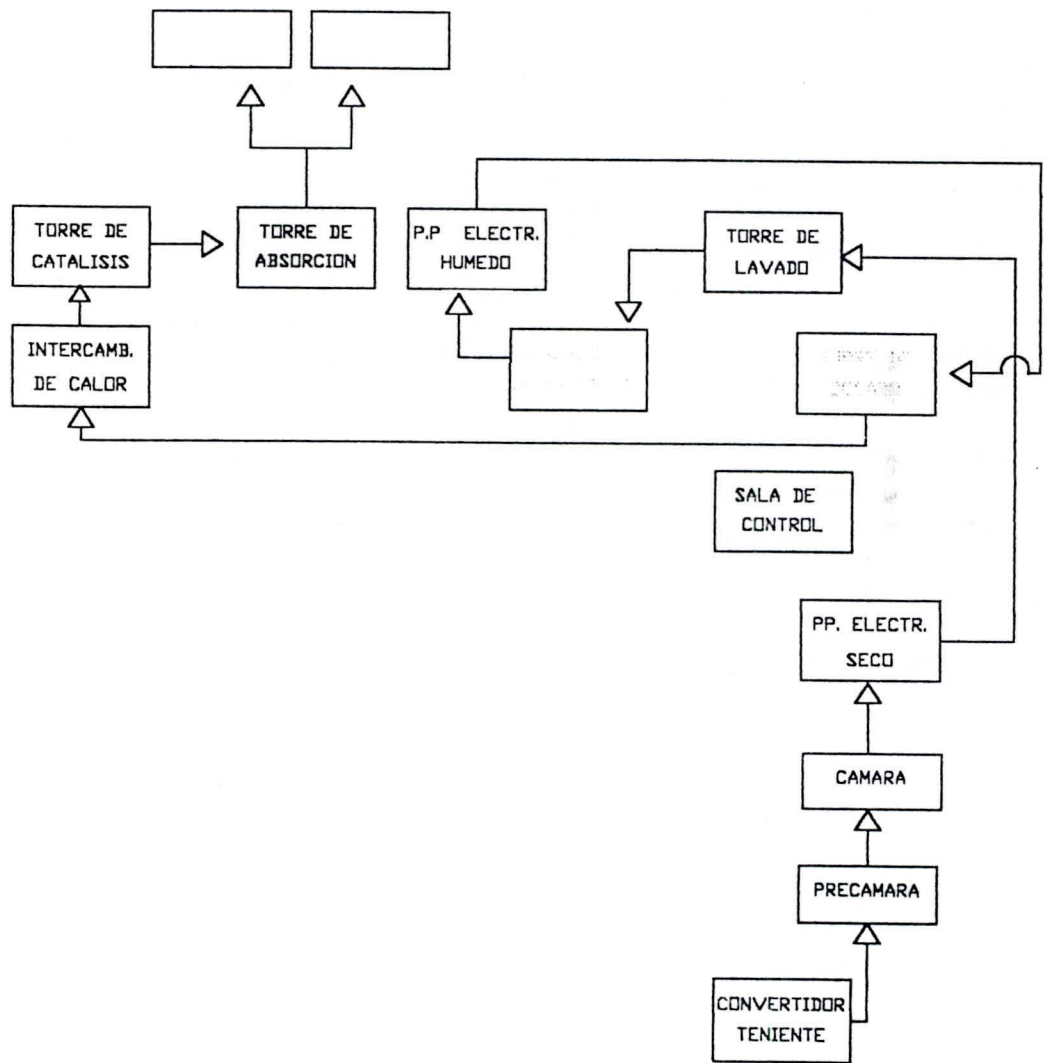 TORRE DE
CATALISIS
TORRE DE
ABSORCION
P.P ELECTR.
HUMEDO
TORRE DE
LAVADO
INTERCAMB.
DE CALOR
SALA DE
CONTROL
PP. ELECTR.
SECO
CAMARA
PRECAMARA
CONVERTIDOR
TENIENTE